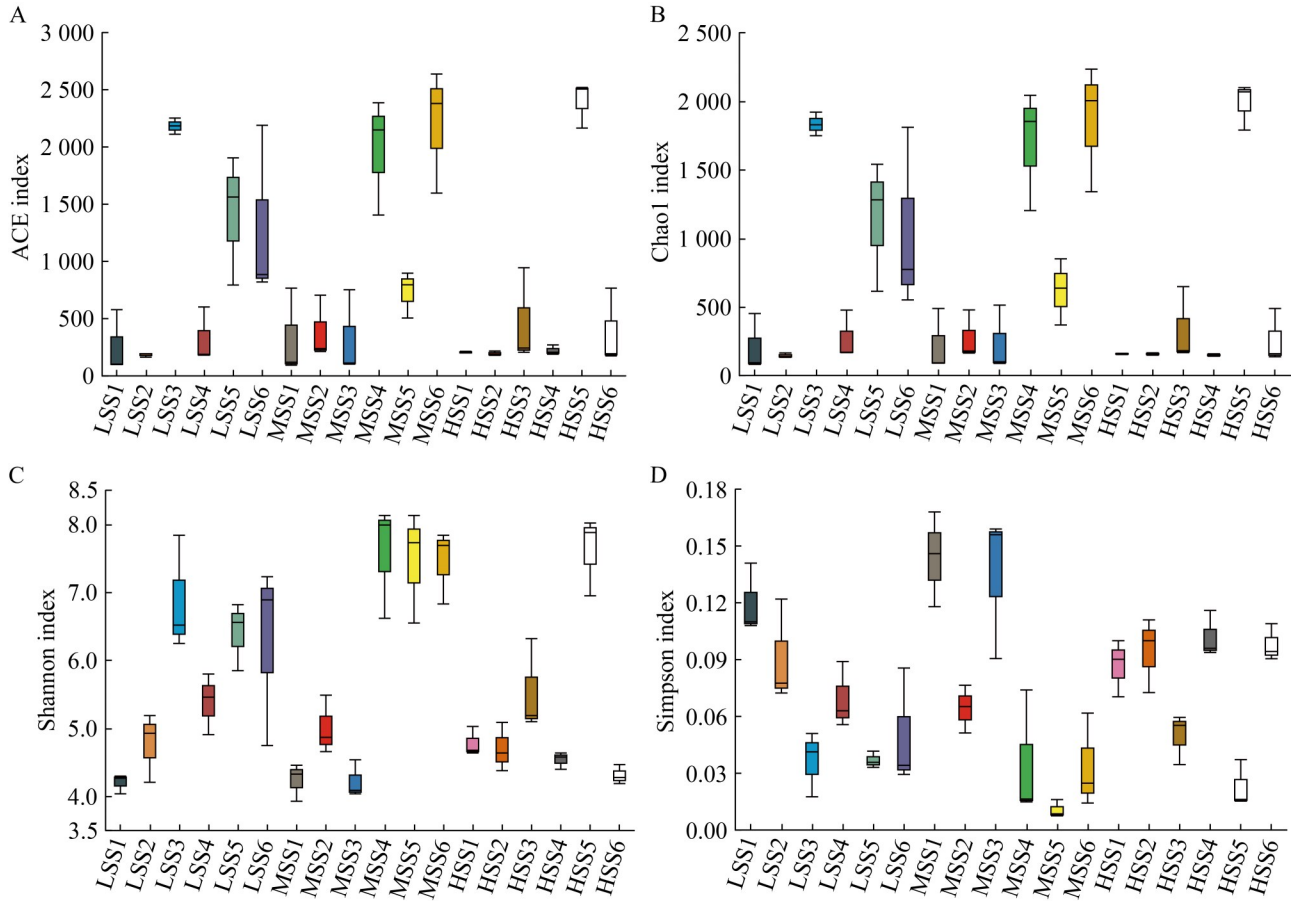 A
ACE index
3 000
2 500
2 000
1 500
1 000
500
0
LSS1
LSS2
LSS3
LSS4
LSS5
LSS6
MSS1
MSS2
MSS3
MSS4
MSS5
MSS6
HSS1
HSS2
HSS3
HSS4
HSS5
HSS6
B
Chao1 index
2 500
2 000
1 500
1 000
500
0
LSS1
LSS2
LSS3
LSS4
LSS5
LSS6
MSS1
MSS2
MSS3
MSS4
MSS5
MSS6
HSS1
HSS2
HSS3
HSS4
HSS5
HSS6
C
Shannon index
8.5
8.0
7.0
6.0
5.0
4.0
3.5
LSS1
LSS2
LSS3
LSS4
LSS5
LSS6
MSS1
MSS2
MSS3
MSS4
MSS5
MSS6
HSS1
HSS2
HSS3
HSS4
HSS5
HSS6
D
Simpson index
0.18
0.15
0.12
0.09
0.06
0.03
0.00
LSS1
LSS2
LSS3
LSS4
LSS5
LSS6
MSS1
MSS2
MSS3
MSS4
MSS5
MSS6
HSS1
HSS2
HSS3
HSS4
HSS5
HSS6